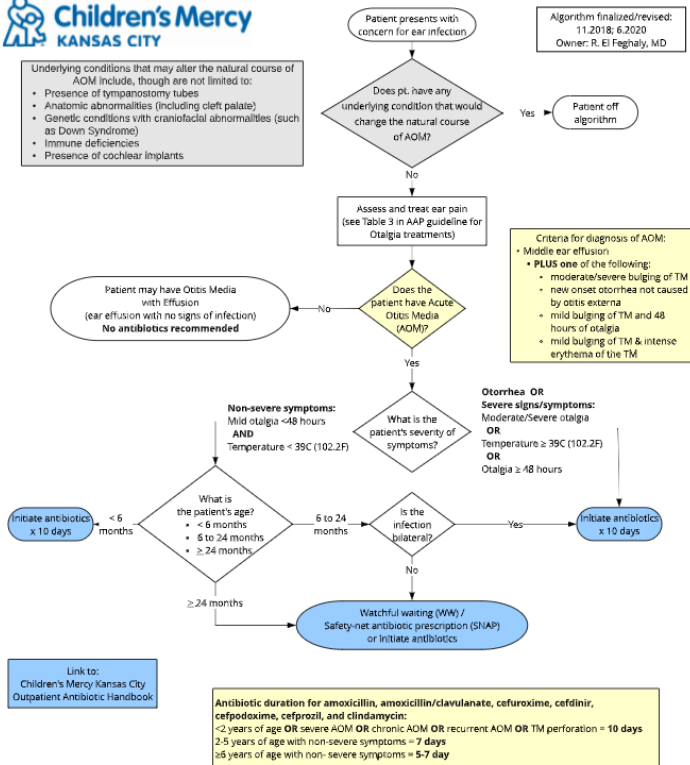 Children's Mercy
KANSAS CITY
Patient presents with
concern for ear infection
Algorithm finalized/revised:
11.2018; 6.2020
Owner: R. El Feghaly, MD
Underlying conditions that may alter the natural course of
AOM include, though are not limited to:
• Presence of tympanostomy tubes
• Anatomic abnormalities (including cleft palate)
• Genetic conditions with craniofacial abnormalities (such
as Down Syndrome)
• Immune deficiencies
• Presence of cochlear implants
Does pt. have any
underlying condition that would
change the natural course
of AOM?
Yes
Patient off
algorithm
No
Assess and treat ear pain
(see Table 3 in AAP guideline for
Otalgia treatments)
Criteria for diagnosis of AOM:
• Middle ear effusion
• PLUS one of the following:
• moderate/severe bulging of TM
• new onset otorrhea not caused
by otitis externa
• mild bulging of TM and 48
hours of otalgia
• mild bulging of TM & intense
erythema of the TM
Patient may have Otitis Media
with Effusion
(ear effusion with no signs of infection)
No antibiotics recommended
No
Does the
patient have Acute
Otitis Media
(AOM)?
Yes
Non-severe symptoms:
Mild otalgia <48 hours
AND
Temperature < 39C (102.2F)
What is the
patient's severity of
symptoms?
Otorrhea OR
Severe signs/symptoms:
Moderate/Severe otalgia
OR
Temperature ≥ 39C (102.2F)
OR
Otalgia ≥ 48 hours
Initiate antibiotics
x 10 days
< 6
months
What is
the patient's age?
• < 6 months
• 6 to 24 months
• ≥ 24 months
6 to 24
months
Is the
infection
bilateral?
Yes
Initiate antibiotics
x 10 days
No
≥ 24 months
Watchful waiting (WW) /
Safety-net antibiotic prescription (SNAP)
or Initiate antibiotics
Link to:
Children's Mercy Kansas City
Outpatient Antibiotic Handbook
Antibiotic duration for amoxicillin, amoxicillin/clavulanate, cefuroxime, cefdinir,
cefpodoxime, cefprozil, and clindamycin:
<2 years of age OR severe AOM OR chronic AOM OR recurrent AOM OR TM perforation = 10 days
2-5 years of age with non-severe symptoms = 7 days
≥6 years of age with non- severe symptoms = 5-7 day